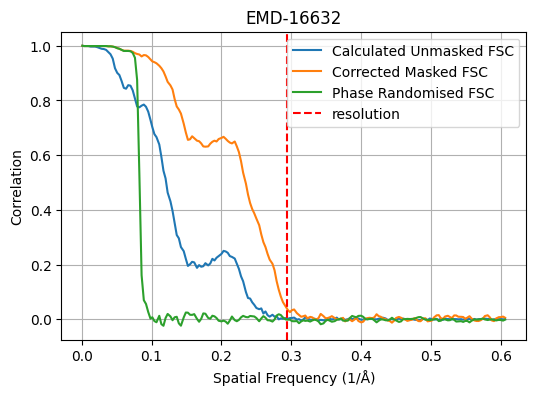 EMD-16632
Calculated Unmasked FSC
Corrected Masked FSC
Phase Randomised FSC
resolution
Correlation
1.0
0.8
0.6
0.4
0.2
0.0
0.0 0.1 0.2 0.3 0.4 0.5 0.6
Spatial Frequency (1/Å)